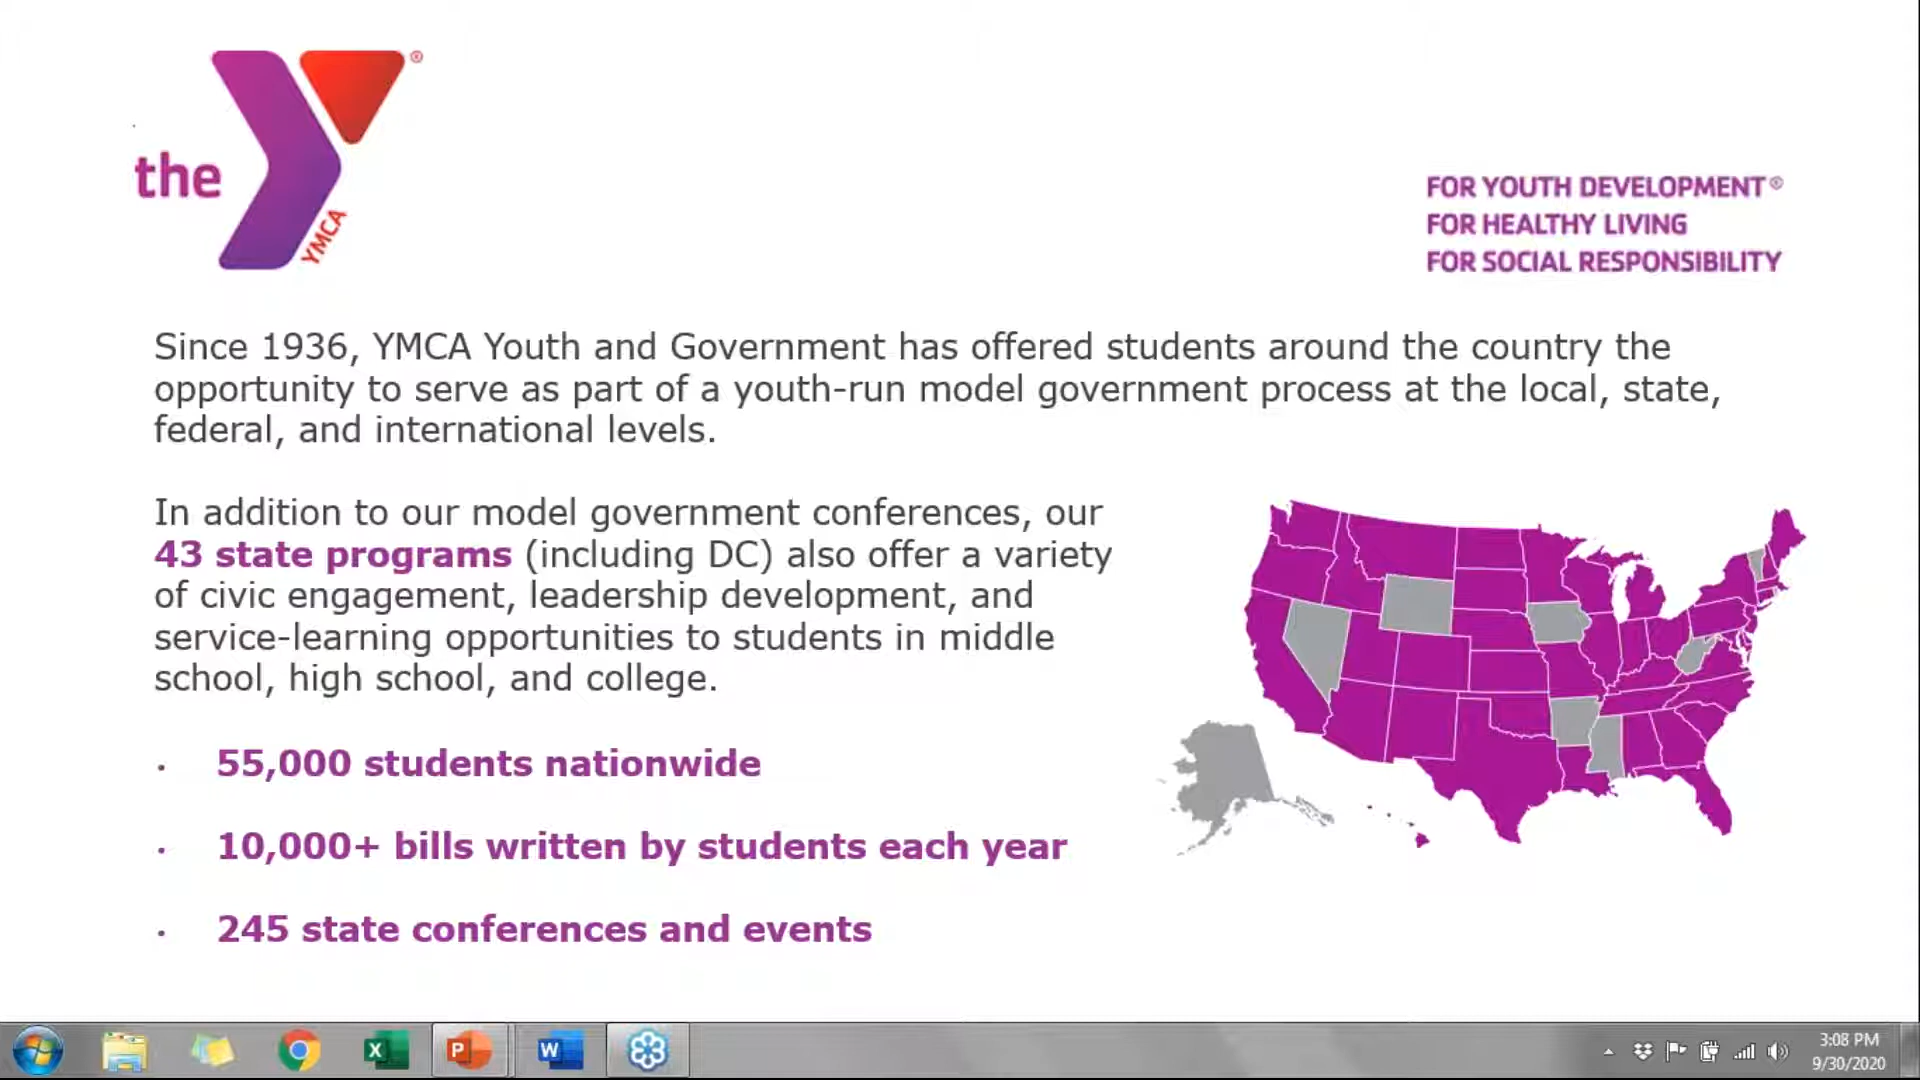 the
YMCA
®
FOR YOUTH DEVELOPMENT®
FOR HEALTHY LIVING
FOR SOCIAL RESPONSIBILITY
Since 1936, YMCA Youth and Government has offered students around the country the
opportunity to serve as part of a youth-run model government process at the local, state,
federal, and international levels.
In addition to our model government conferences, our
43 state programs (including DC) also offer a variety
of civic engagement, leadership development, and
service-learning opportunities to students in middle
school, high school, and college.
· 55,000 students nationwide
· 10,000+ bills written by students each year
· 245 state conferences and events
X
P
W
3:08 PM
9/30/2020